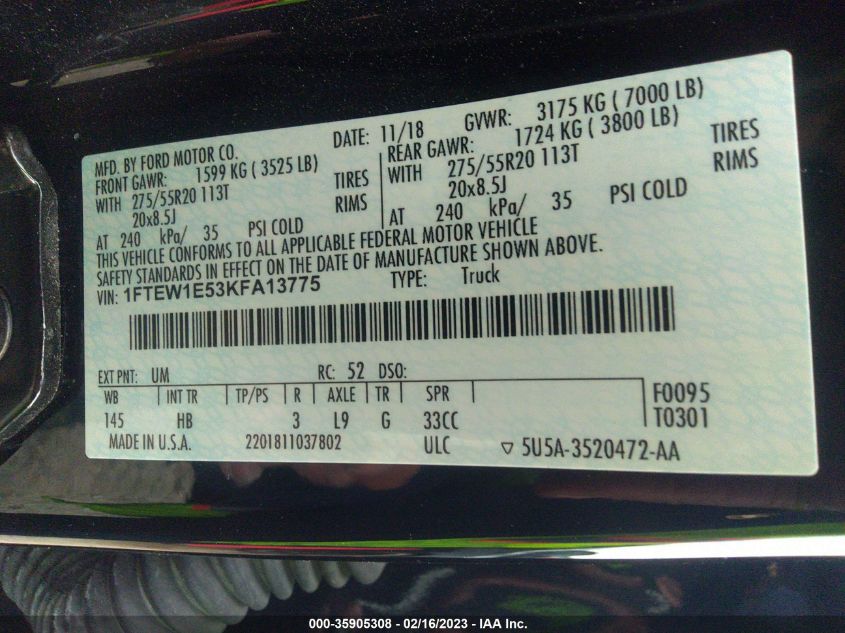 MFD. BY FORD MOTOR CO. DATE: 11/18 GVWR: 3175 KG ( 7000 LB)
FRONT GAWR: 1599 KG ( 3525 LB) REAR GAWR: 1724 KG ( 3800 LB)
WITH 275/55R20 113T TIRES WITH 275/55R20 113T TIRES
20x8.5J RIMS 20x8.5J RIMS
AT 240 kPa/ 35 PSI COLD AT 240 kPa/ 35 PSI COLD
THIS VEHICLE CONFORMS TO ALL APPLICABLE FEDERAL MOTOR VEHICLE
SAFETY STANDARDS IN EFFECT ON THE DATE OF MANUFACTURE SHOWN ABOVE.
VIN: 1FTEW1E53KFA13775 TYPE: Truck
EXT PNT: UM RC: 52 DSO:
WB INT TR TP/PS R AXLE TR SPR F0095
145 HB 3 L9 G 33CC T0301
MADE IN U.S.A. 2201811037802 ULC ▽ 5U5A-3520472-AA
000-35905308 - 02/16/2023 - IAA Inc.